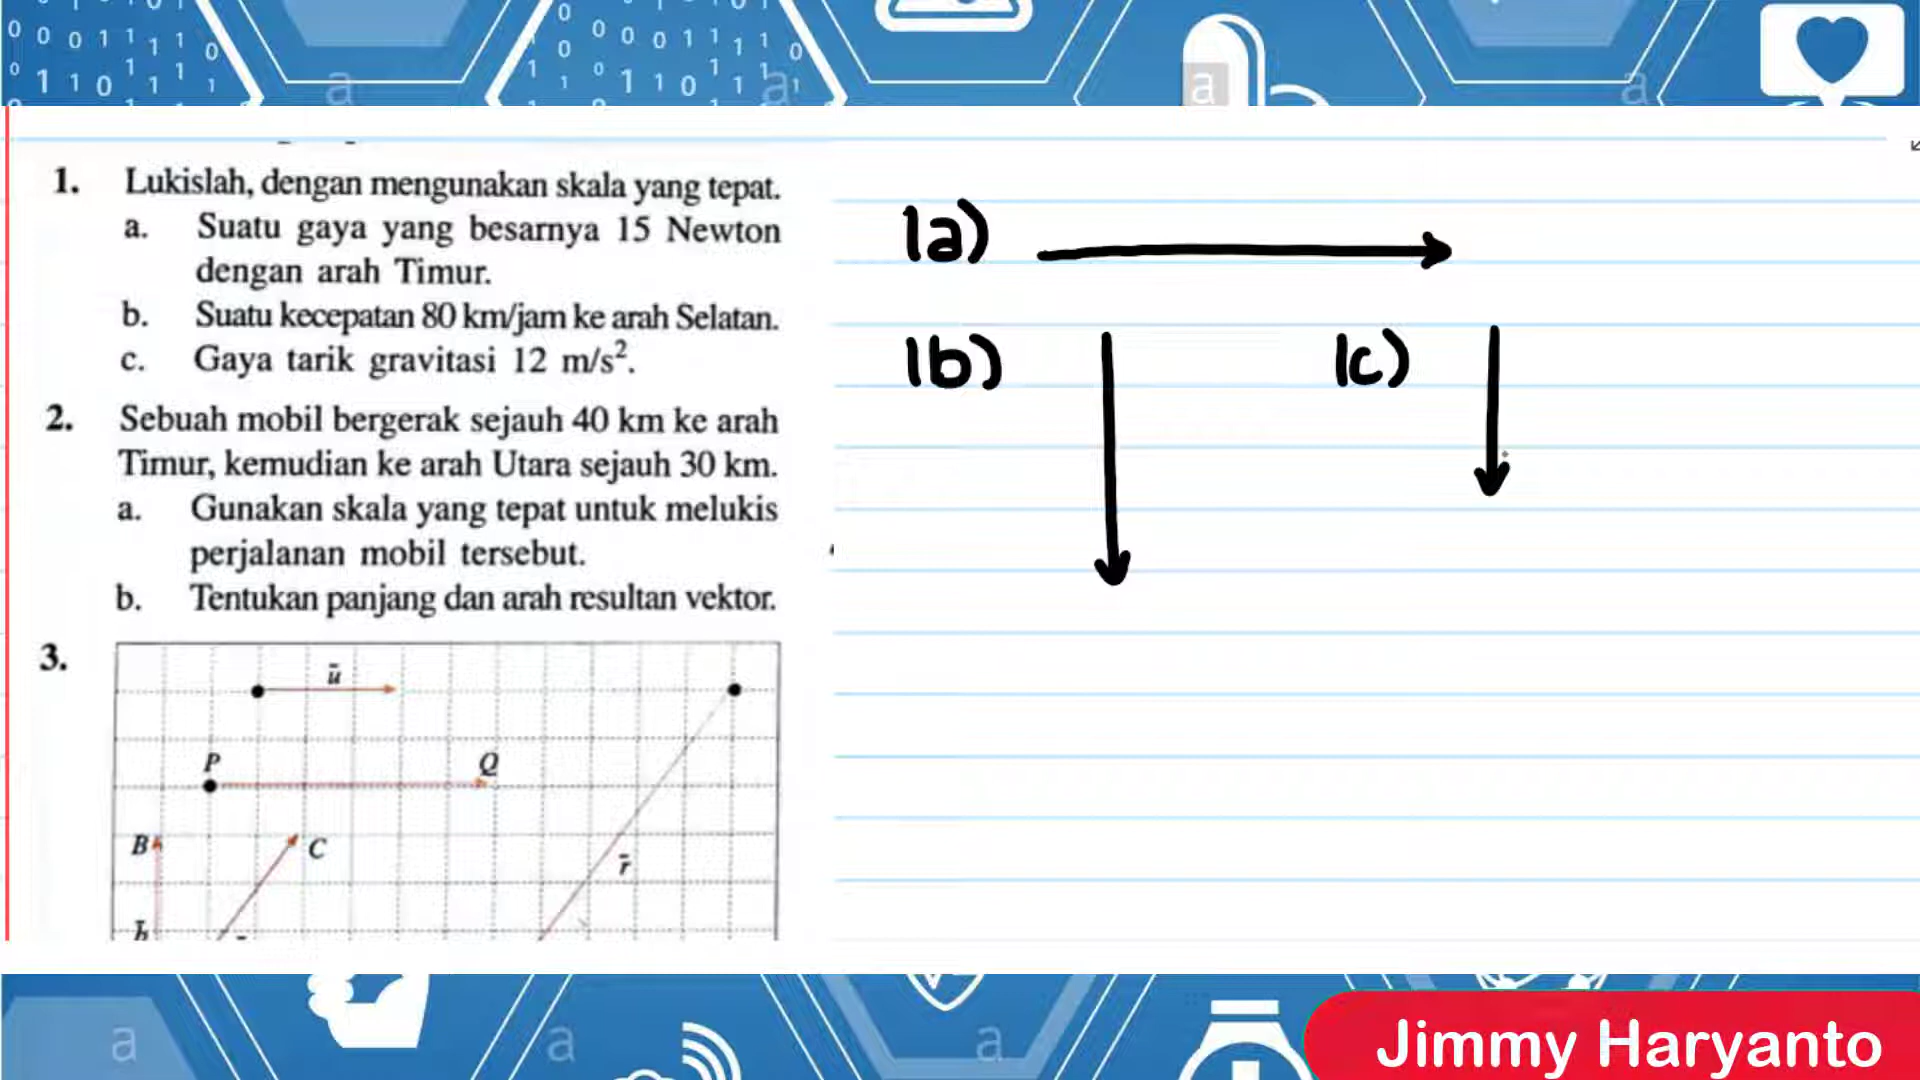 1. Lukislah, dengan mengunakan skala yang tepat.
a. Suatu gaya yang besarnya 15 Newton
dengan arah Timur.
b. Suatu kecepatan 80 km/jam ke arah Selatan.
c. Gaya tarik gravitasi 12 m/s².
2. Sebuah mobil bergerak sejauh 40 km ke arah
Timur, kemudian ke arah Utara sejauh 30 km.
a. Gunakan skala yang tepat untuk melukis
perjalanan mobil tersebut.
b. Tentukan panjang dan arah resultan vektor.
3.
ū
P
Q
B
C
r̄
1a)
1b)
1c)
Jimmy Haryanto